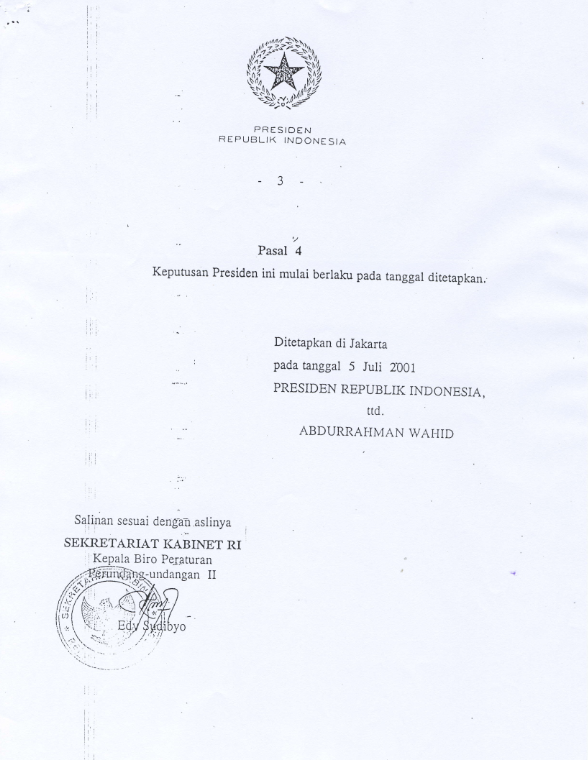 PRESIDEN
REPUBLIK INDONESIA
- 3 -
Pasal 4
Keputusan Presiden ini mulai berlaku pada tanggal ditetapkan.
Ditetapkan di Jakarta
pada tanggal 5 Juli 2001
PRESIDEN REPUBLIK INDONESIA,
ttd.
ABDURRAHMAN WAHID
Salinan sesuai dengan aslinya
SEKRETARIAT KABINET RI
Kepala Biro Peraturan
Perundang-undangan II
Edy Sudibyo